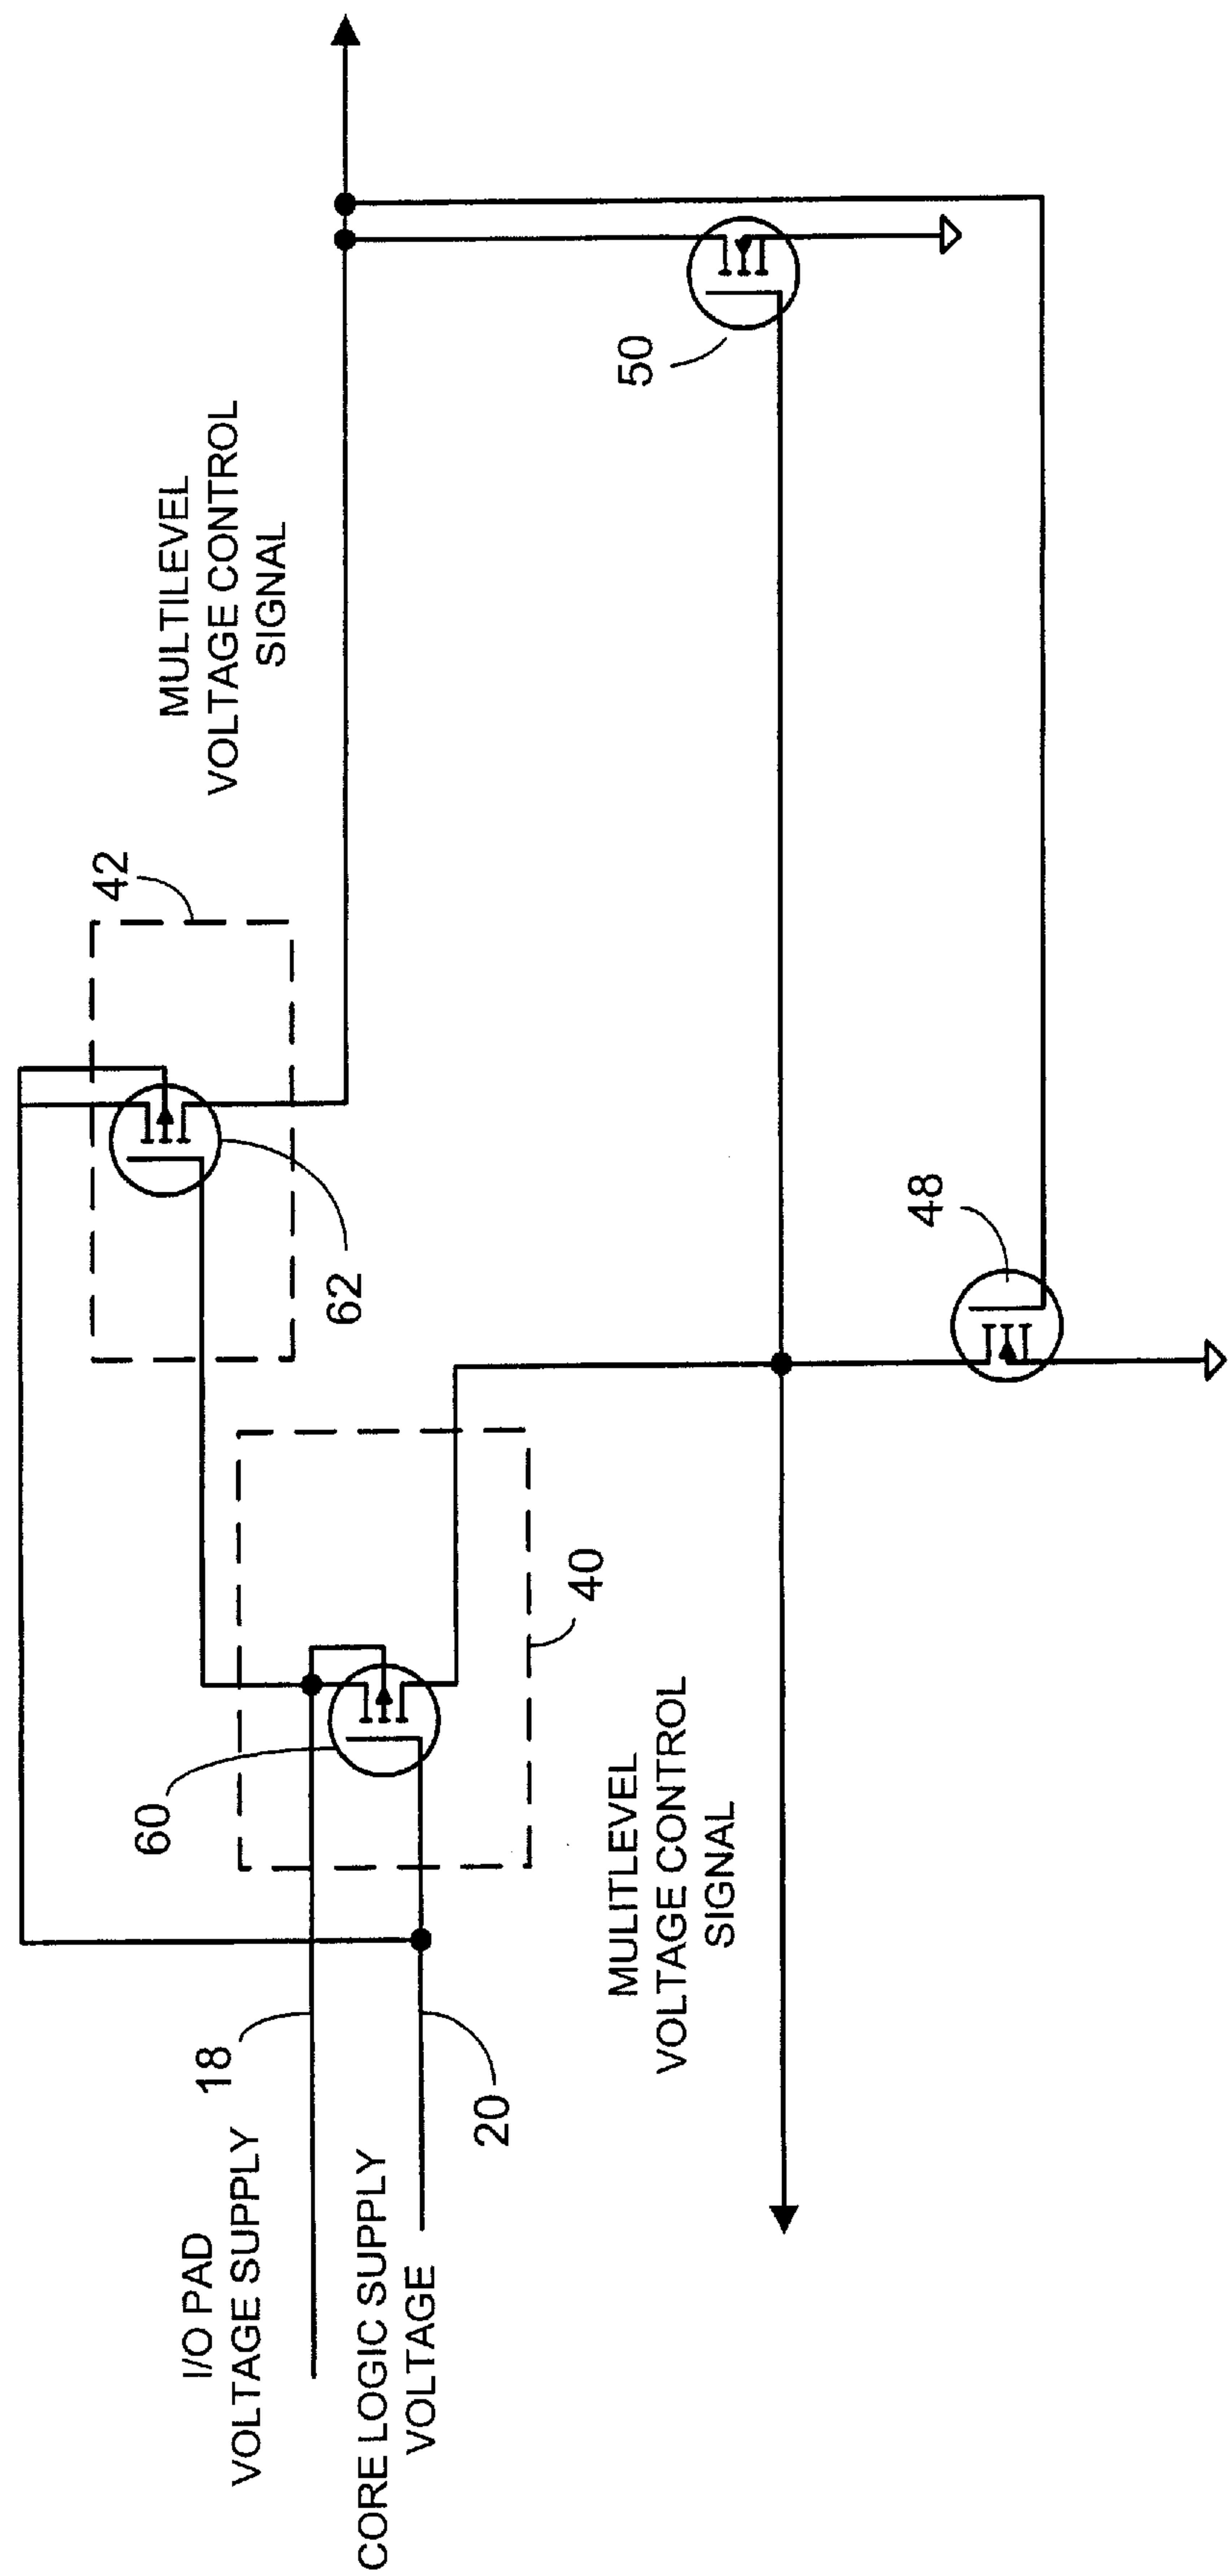 I/O PAD
VOLTAGE SUPPLY
18
CORE LOGIC SUPPLY
VOLTAGE
20
60
40
62
42
MULTILEVEL
VOLTAGE CONTROL
SIGNAL
MULITLEVEL
VOLTAGE CONTROL
SIGNAL
48
50